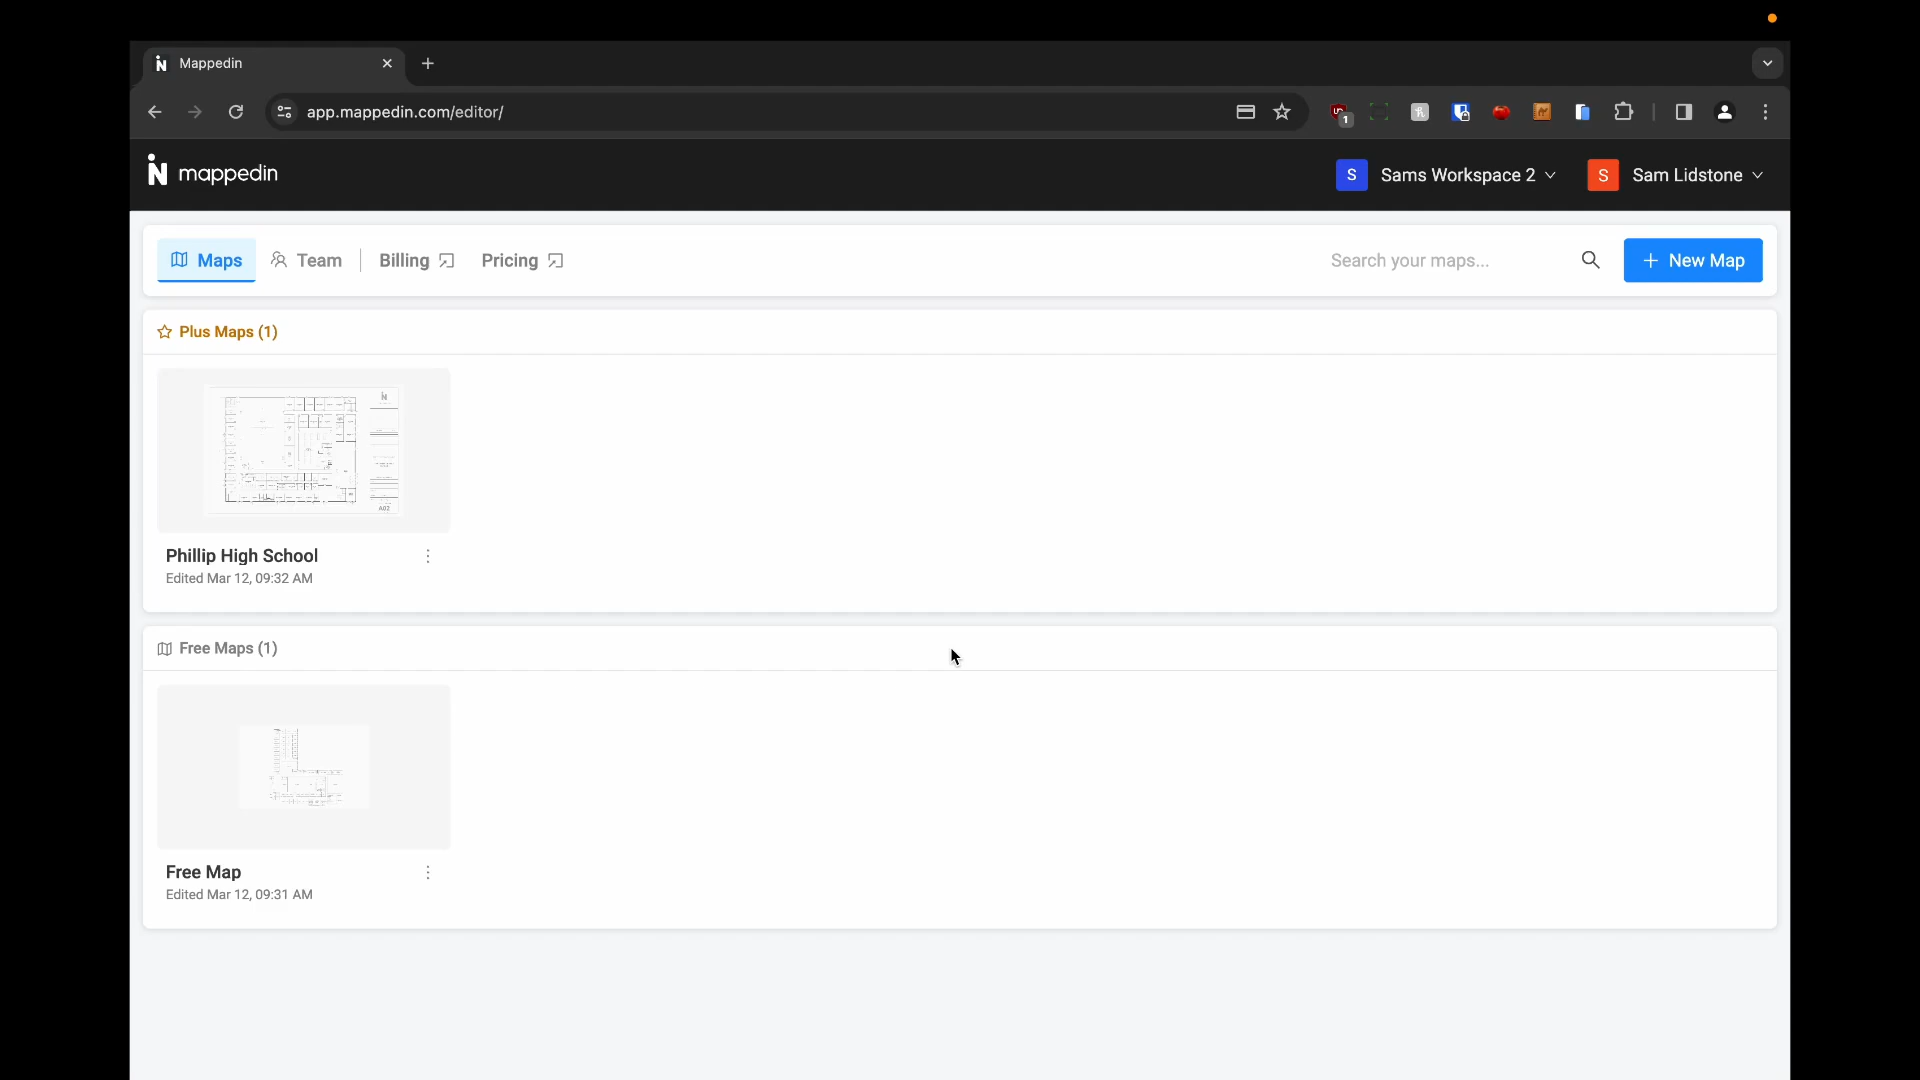 Mappedin
app.mappedin.com/editor/
1
mappedin
S Sams Workspace 2
S Sam Lidstone
Maps
Team
Billing
Pricing
Search your maps...
+ New Map
Plus Maps (1)
A02
Phillip High School
Edited Mar 12, 09:32 AM
Free Maps (1)
Free Map
Edited Mar 12, 09:31 AM